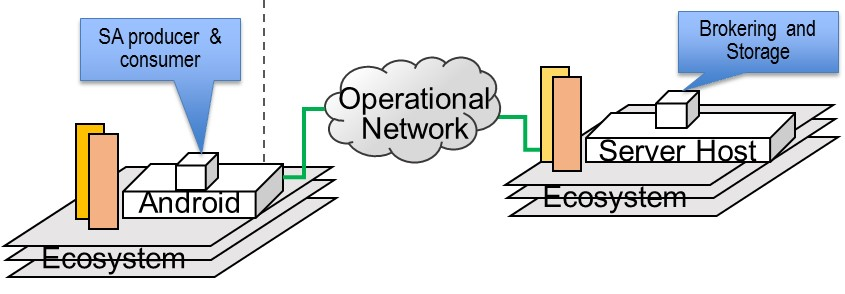 SA producer &
consumer
Brokering and
Storage
Operational
Network
Server Host
Ecosystem
Android
Ecosystem